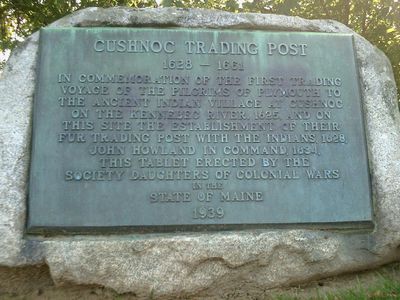 CUSHNOC TRADING POST
1628 — 1661
IN COMMEMORATION OF THE FIRST TRADING
VOYAGE OF THE PILGRIMS OF PLYMOUTH TO
THE ANCIENT INDIAN VILLAGE AT CUSHNOC
ON THE KENNEBEC RIVER, 1625, AND ON
THIS SITE THE ESTABLISHMENT OF THEIR
FUR TRADING POST WITH THE INDIANS, 1628,
JOHN HOWLAND IN COMMAND, 1634,
THIS TABLET ERECTED BY THE
SOCIETY DAUGHTERS OF COLONIAL WARS
IN THE
STATE OF MAINE
1939